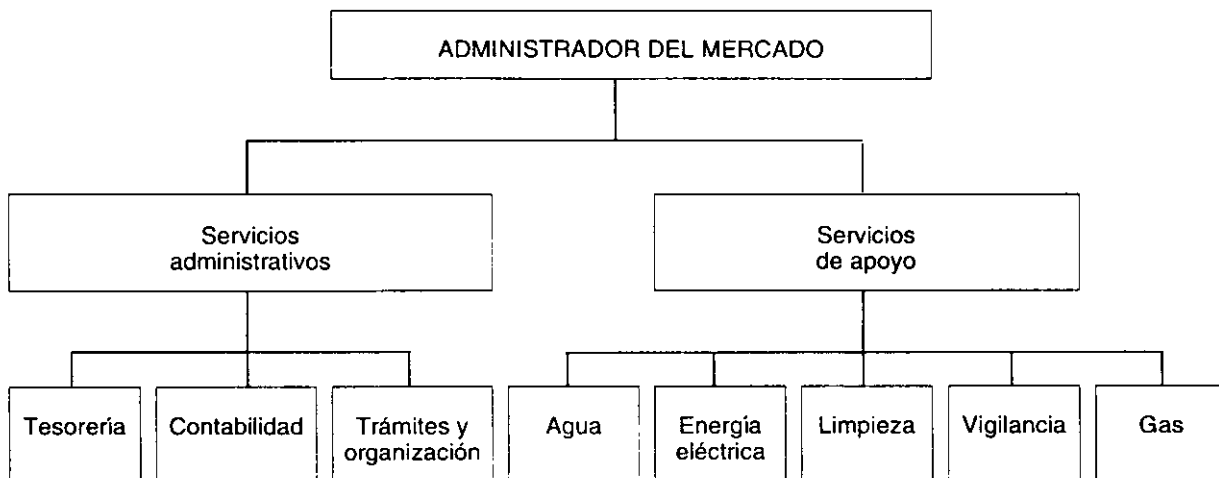 ADMINISTRADOR DEL MERCADO
Servicios
administrativos
Servicios
de apoyo
Tesorería
Contabilidad
Trámites y
organización
Agua
Energía
eléctrica
Limpieza
Vigilancia
Gas